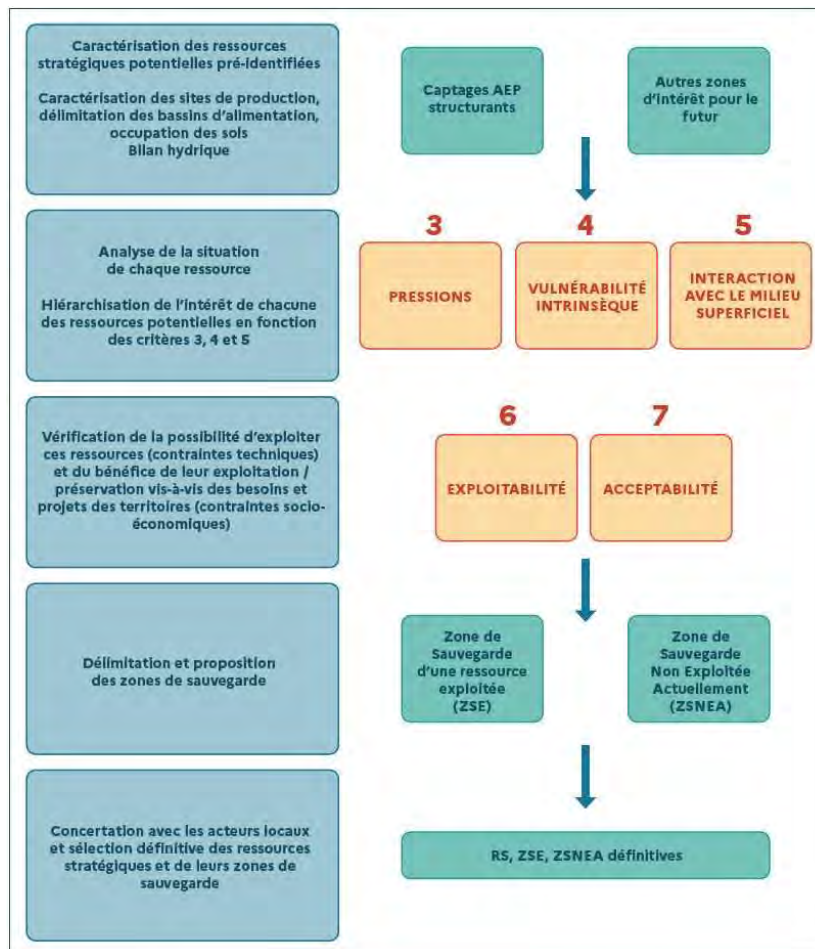 Caractérisation des ressources
stratégiques potentielles pré-identifiées
Caractérisation des sites de production,
délimitation des bassins d'alimentation,
occupation des sols
Bilan hydrique
Captages AEP
structurants
Autres zones
d'intérêt pour le
futur
Analyse de la situation
de chaque ressource
Hiérarchisation de l'intérêt de chacune
des ressources potentielles en fonction
des critères 3, 4 et 5
3
PRESSIONS
4
VULNÉRABILITÉ
INTRINSÈQUE
5
INTERACTION
AVEC LE MILIEU
SUPERFICIEL
Vérification de la possibilité d'exploiter
ces ressources (contraintes techniques)
et du bénéfice de leur exploitation /
préservation vis-à-vis des besoins et
projets des territoires (contraintes socio-
économiques)
6
EXPLOITABILITÉ
7
ACCEPTABILITÉ
Délimitation et proposition
des zones de sauvegarde
Zone de
Sauvegarde
d'une ressource
exploitée
(ZSE)
Zone de
Sauvegarde
Non Exploitée
Actuellement
(ZSNEA)
Concertation avec les acteurs locaux
et sélection définitive des ressources
stratégiques et de leurs zones de
sauvegarde
RS, ZSE, ZSNEA définitives